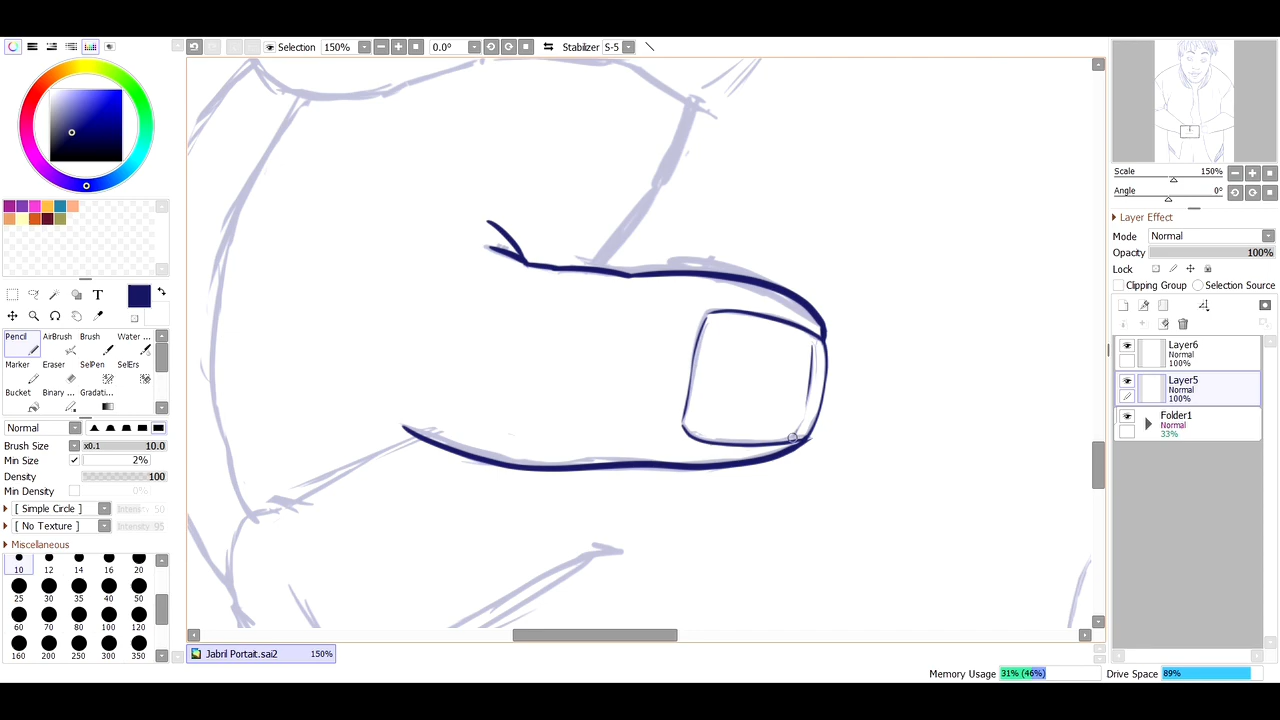 Selection 150% 0.0° Stabilizer S-5
T
Pencil AirBrush Brush Water ...
Marker Eraser SelPen SelErs
Bucket Binary ... Gradati...
Normal
Brush Size x0.1 10.0
Min Size 2%
Density 100
Min Density 0%
[ Simple Circle ] Intensity 50
[ No Texture ] Intensity 95
Miscellaneous
10 12 14 16 20
25 30 35 40 50
60 70 80 100 120
160 200 250 300 350
Jabril Portait.sai2 150%
Scale 150%
Angle 0°
Layer Effect
Mode Normal
Opacity 100%
Lock
Clipping Group Selection Source
Layer6
Normal
100%
Layer5
Normal
100%
Folder1
Normal
33%
Memory Usage 31% (46%) Drive Space 89%